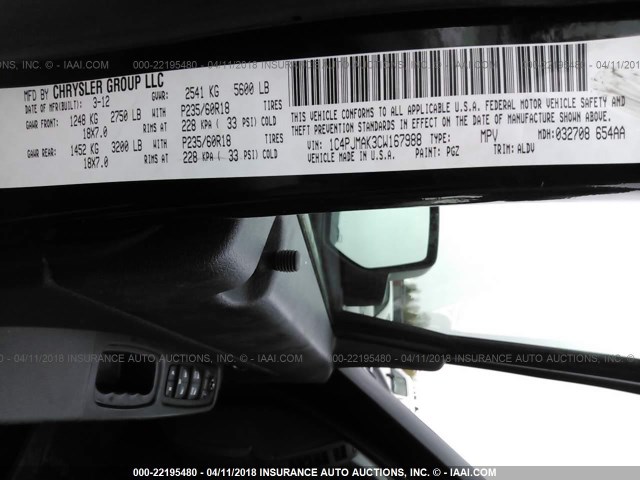 000-22195480 - 04/11/2018 INSURANCE AUTO AUCTIONS, INC. - © IAAI.COM
MFD BY CHRYSLER GROUP LLC
DATE OF MFR(BUILT): 3-12 GVWR: 2541 KG 5600 LB
GAWR FRONT: 1248 KG 2750 LB WITH P235/60R18 TIRES
18X7.0 RIMS AT 228 KPA ( 33 PSI) COLD
GAWR REAR: 1452 KG 3200 LB WITH P235/60R18 TIRES
18X7.0 RIMS AT 228 KPA ( 33 PSI) COLD
THIS VEHICLE CONFORMS TO ALL APPLICABLE U.S.A. FEDERAL MOTOR VEHICLE SAFETY AND
THEFT PREVENTION STANDARDS IN EFFECT ON THE DATE OF MANUFACTURE SHOWN ABOVE.
VIN: 1C4PJMAK3CW167988 TYPE: MPV MDH: 032708 654AA
MADE IN U.S.A. PAINT: PGZ TRIM: ALDV
000-22195480 - 04/11/2018 INSURANCE AUTO AUCTIONS, INC. - © IAAI.COM
000-22195480 - 04/11/2018 INSURANCE AUTO AUCTIONS, INC. - © IAAI.COM
000-22195480 - 04/11/2018 INSURANCE AUTO AUCTIONS, INC. - © IAAI.COM